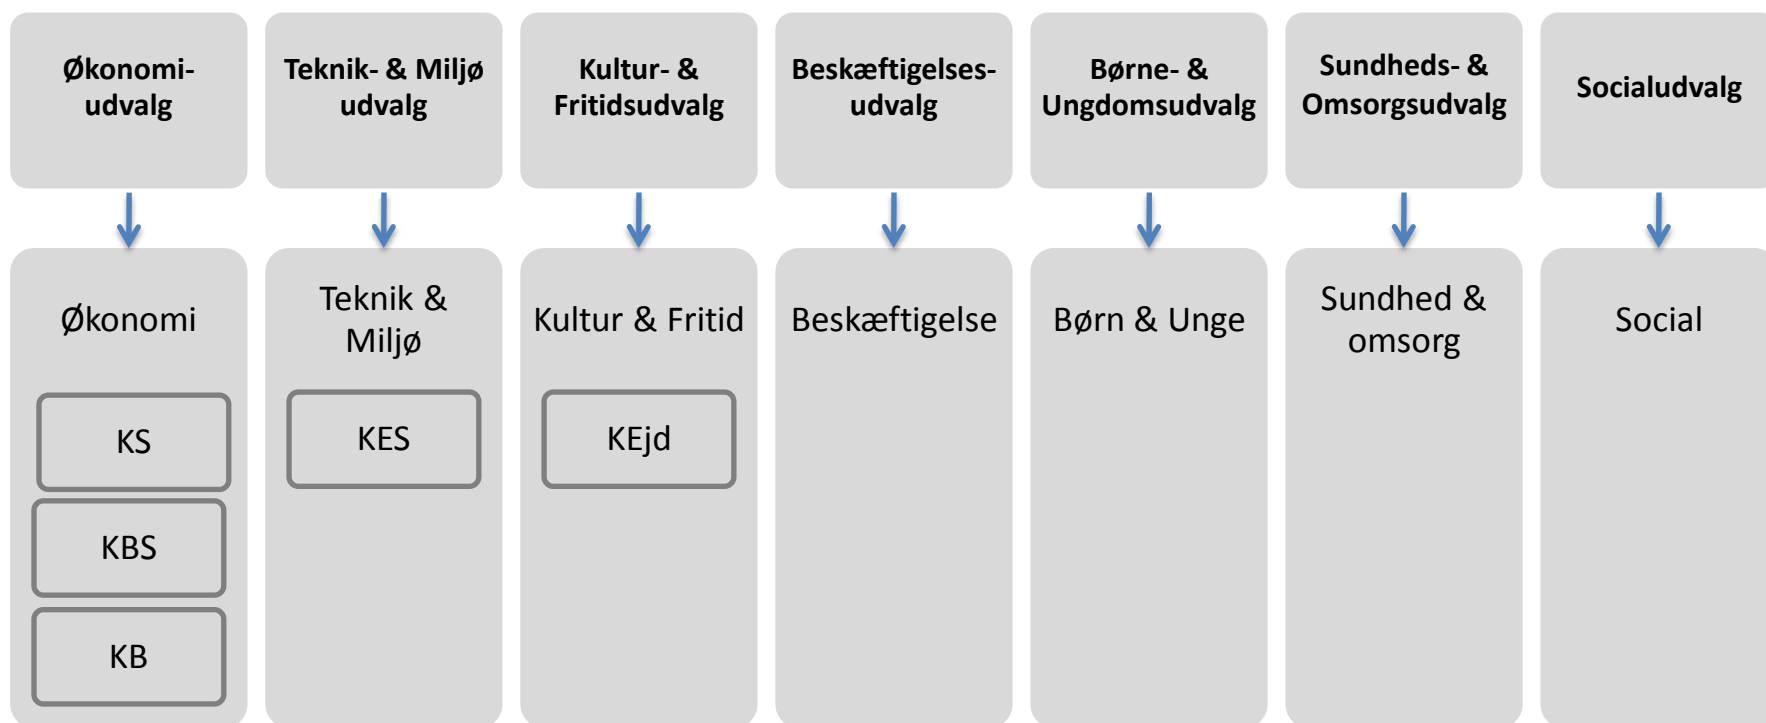 Økonomi-
udvalg
Teknik- & Miljø
udvalg
Kultur- &
Fritidsudvalg
Beskæftigelses-
udvalg
Børne- &
Ungdomsudvalg
Sundheds- &
Omsorgsudvalg
Socialudvalg
Økonomi
Teknik &
Miljø
Kultur & Fritid
Beskæftigelse
Børn & Unge
Sundhed &
omsorg
Social
KS
KES
KEjd
KBS
KB